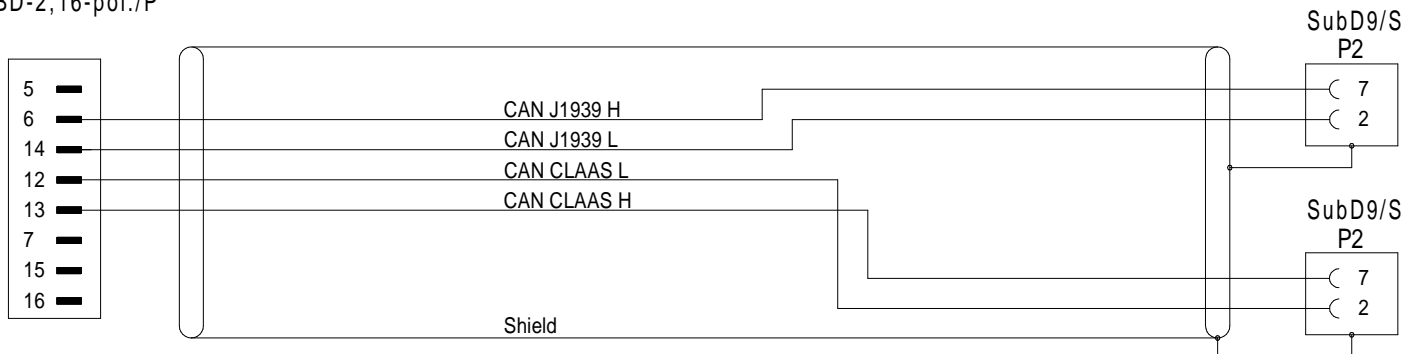 SubD9/S
P2
5
7
6
CAN J1939 H
2
14
CAN J1939 L
12
CAN CLAAS L
13
CAN CLAAS H
SubD9/S
P2
7
15
7
16
2
Shield